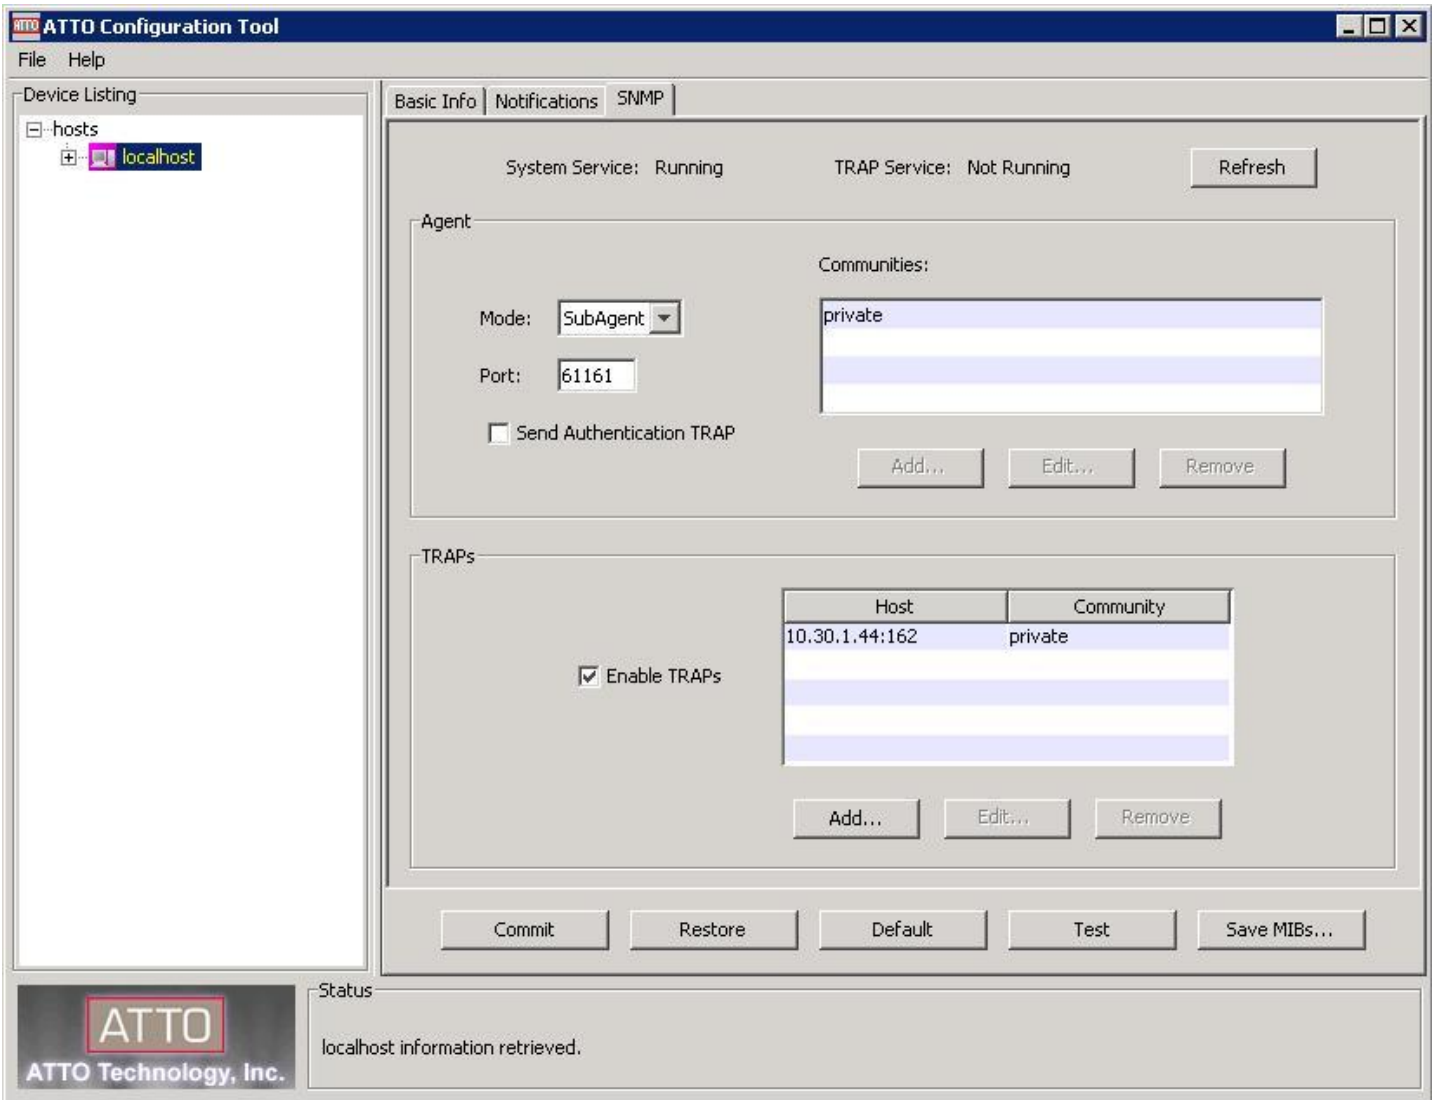 ATTO ATTO Configuration Tool
File Help
Device Listing
hosts
localhost
Basic Info Notifications SNMP
System Service: Running TRAP Service: Not Running Refresh
Agent
Communities:
private
Mode: SubAgent
Port: 61161
Send Authentication TRAP
Add... Edit... Remove
TRAPs
Host Community
10.30.1.44:162 private
Enable TRAPs
Add... Edit... Remove
Commit Restore Default Test Save MIBs...
Status
localhost information retrieved.
ATTO
ATTO Technology, Inc.